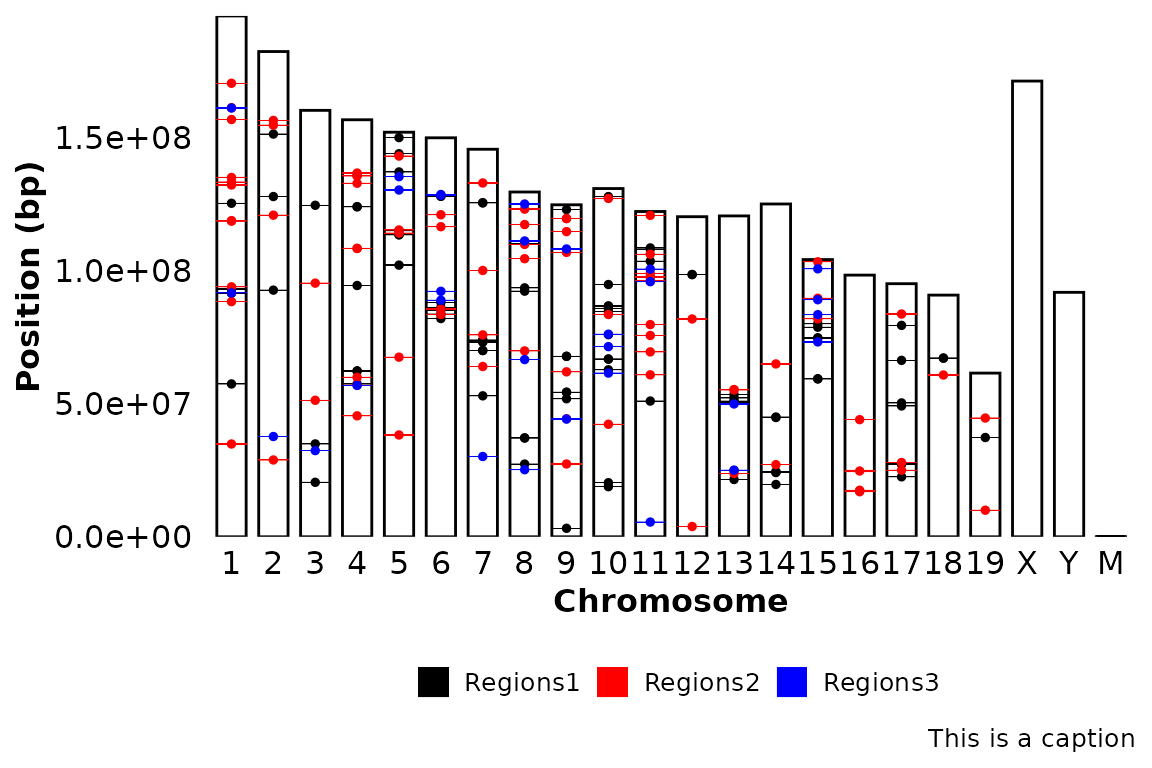 Position (bp)
1.5e+08
1.0e+08
5.0e+07
0.0e+00
1 2 3 4 5 6 7 8 9 10 11 12 13 14 15 16 17 18 19 X Y M
Chromosome
Regions1 Regions2 Regions3
This is a caption